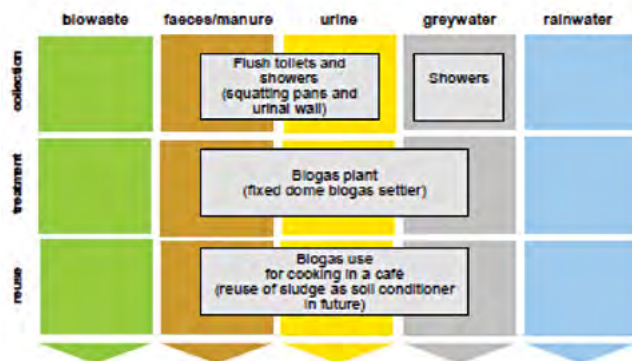 biowaste faeces/manure urine greywater rainwater
collection
Flush toilets and
showers
(squatting pans and
urinal wall)
Showers
treatment
Biogas plant
(fixed dome biogas settler)
reuse
Biogas use
for cooking in a café
(reuse of sludge as soil conditioner
in future)